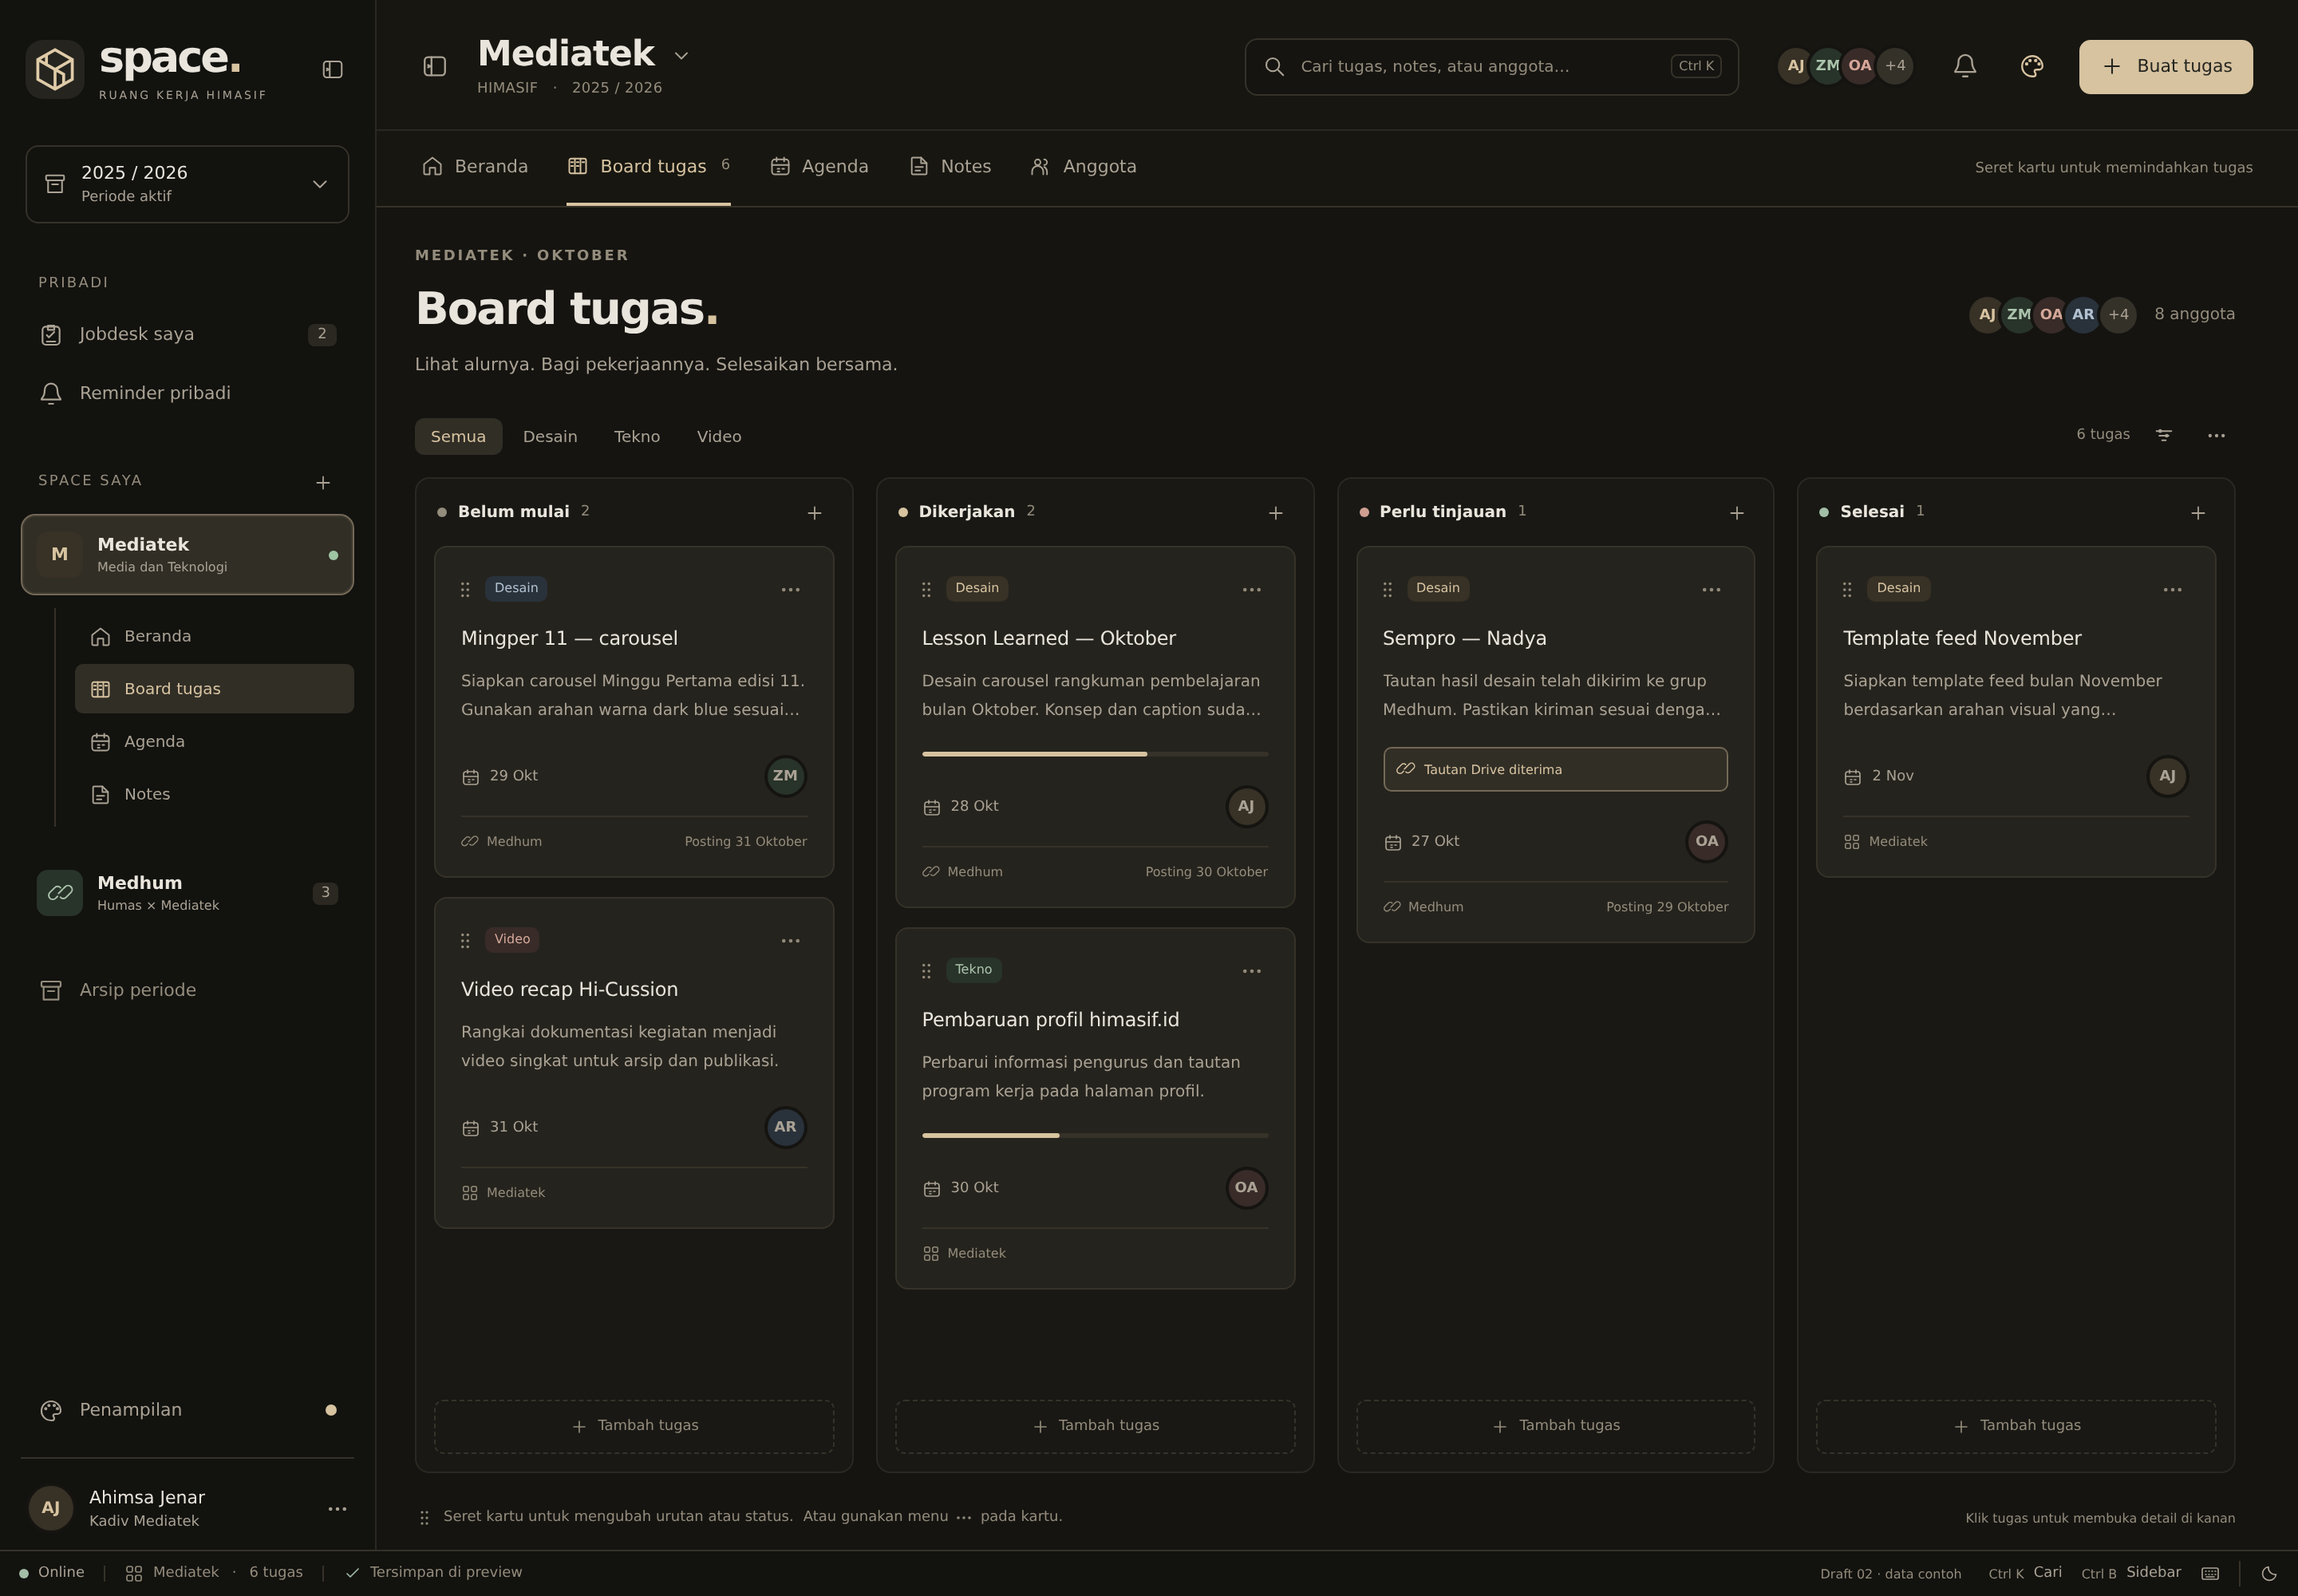 space.
RUANG KERJA HIMASIF
2025 / 2026
Periode aktif
PRIBADI
Jobdesk saya 2
Reminder pribadi
SPACE SAYA
M
Mediatek
Media dan Teknologi
Beranda
Board tugas
Agenda
Notes
Medhum
Humas × Mediatek
3
Arsip periode
Penampilan
AJ
Ahimsa Jenar
Kadiv Mediatek
Mediatek
HIMASIF · 2025 / 2026
Cari tugas, notes, atau anggota… Ctrl K
AJ ZM OA +4
Buat tugas
Beranda Board tugas 6 Agenda Notes Anggota
Seret kartu untuk memindahkan tugas
MEDIATEK · OKTOBER
Board tugas.
Lihat alurnya. Bagi pekerjaannya. Selesaikan bersama.
AJ ZM OA AR +4 8 anggota
Semua Desain Tekno Video
6 tugas
Belum mulai 2
Desain
Mingper 11 — carousel
Siapkan carousel Minggu Pertama edisi 11.
Gunakan arahan warna dark blue sesuai…
29 Okt ZM
Medhum Posting 31 Oktober
Video
Video recap Hi-Cussion
Rangkai dokumentasi kegiatan menjadi
video singkat untuk arsip dan publikasi.
31 Okt AR
Mediatek
Tambah tugas
Dikerjakan 2
Desain
Lesson Learned — Oktober
Desain carousel rangkuman pembelajaran
bulan Oktober. Konsep dan caption suda…
28 Okt AJ
Medhum Posting 30 Oktober
Tekno
Pembaruan profil himasif.id
Perbarui informasi pengurus dan tautan
program kerja pada halaman profil.
30 Okt OA
Mediatek
Tambah tugas
Perlu tinjauan 1
Desain
Sempro — Nadya
Tautan hasil desain telah dikirim ke grup
Medhum. Pastikan kiriman sesuai denga…
Tautan Drive diterima
27 Okt OA
Medhum Posting 29 Oktober
Tambah tugas
Selesai 1
Desain
Template feed November
Siapkan template feed bulan November
berdasarkan arahan visual yang…
2 Nov AJ
Mediatek
Tambah tugas
Seret kartu untuk mengubah urutan atau status. Atau gunakan menu ··· pada kartu.
Klik tugas untuk membuka detail di kanan
Online Mediatek · 6 tugas Tersimpan di preview
Draft 02 · data contoh Ctrl K Cari Ctrl B Sidebar